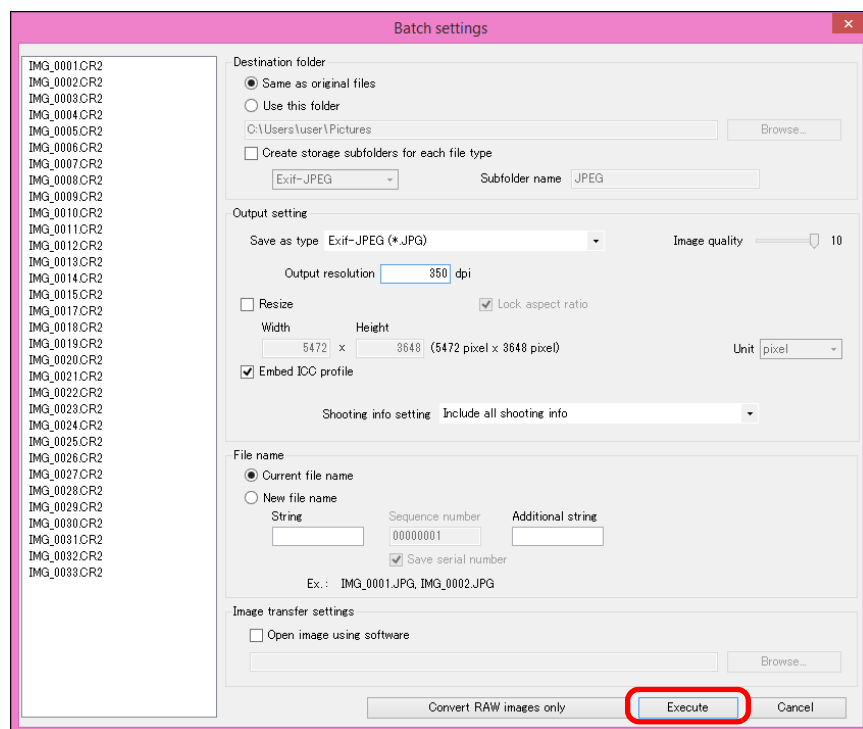 Batch settings
IMG_0001.CR2
IMG_0002.CR2
IMG_0003.CR2
IMG_0004.CR2
IMG_0005.CR2
IMG_0006.CR2
IMG_0007.CR2
IMG_0008.CR2
IMG_0009.CR2
IMG_0010.CR2
IMG_0011.CR2
IMG_0012.CR2
IMG_0013.CR2
IMG_0014.CR2
IMG_0015.CR2
IMG_0017.CR2
IMG_0018.CR2
IMG_0019.CR2
IMG_0020.CR2
IMG_0021.CR2
IMG_0022.CR2
IMG_0023.CR2
IMG_0024.CR2
IMG_0025.CR2
IMG_0026.CR2
IMG_0027.CR2
IMG_0028.CR2
IMG_0029.CR2
IMG_0030.CR2
IMG_0031.CR2
IMG_0032.CR2
IMG_0033.CR2
Destination folder
Same as original files
Use this folder
C:\Users\user\Pictures Browse...
Create storage subfolders for each file type
Exif-JPEG Subfolder name JPEG
Output setting
Save as type Exif-JPEG (*.JPG) Image quality 10
Output resolution 350 dpi
Resize Lock aspect ratio
Width Height
5472 x 3648 (5472 pixel x 3648 pixel) Unit pixel
Embed ICC profile
Shooting info setting Include all shooting info
File name
Current file name
New file name
String Sequence number Additional string
00000001
Save serial number
Ex.: IMG_0001.JPG, IMG_0002.JPG
Image transfer settings
Open image using software
Browse...
Convert RAW images only Execute Cancel